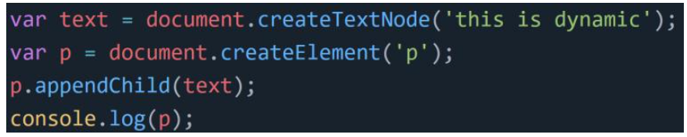 var text = document.createTextNode('this is dynamic');
var p = document.createElement('p');
p.appendChild(text);
console.log(p);